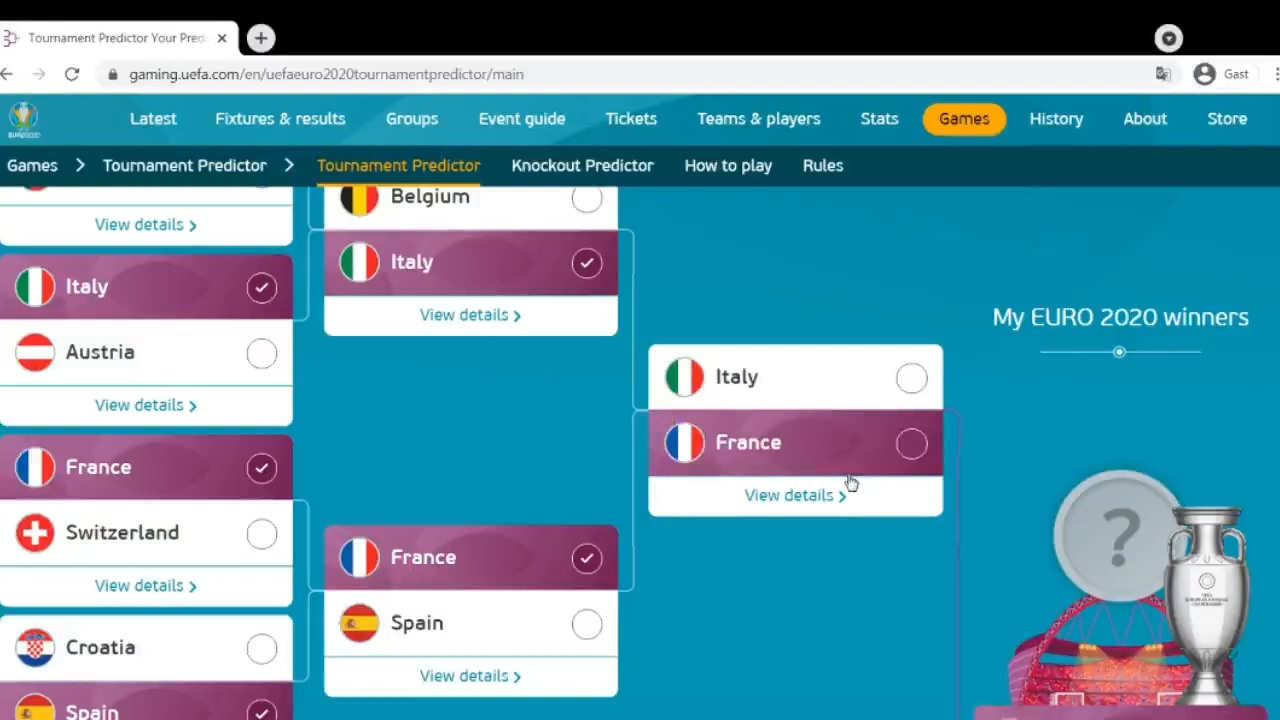 Tournament Predictor Your Pred
gaming.uefa.com/en/uefaeuro2020tournamentpredictor/main
Gast
EURO2020
Latest Fixtures & results Groups Event guide Tickets Teams & players Stats Games History About Store
Games Tournament Predictor Tournament Predictor Knockout Predictor How to play Rules
View details
Italy
Austria
View details
France
Switzerland
View details
Croatia
Spain
Belgium
Italy
View details
France
Spain
View details
Italy
France
View details
My EURO 2020 winners
?